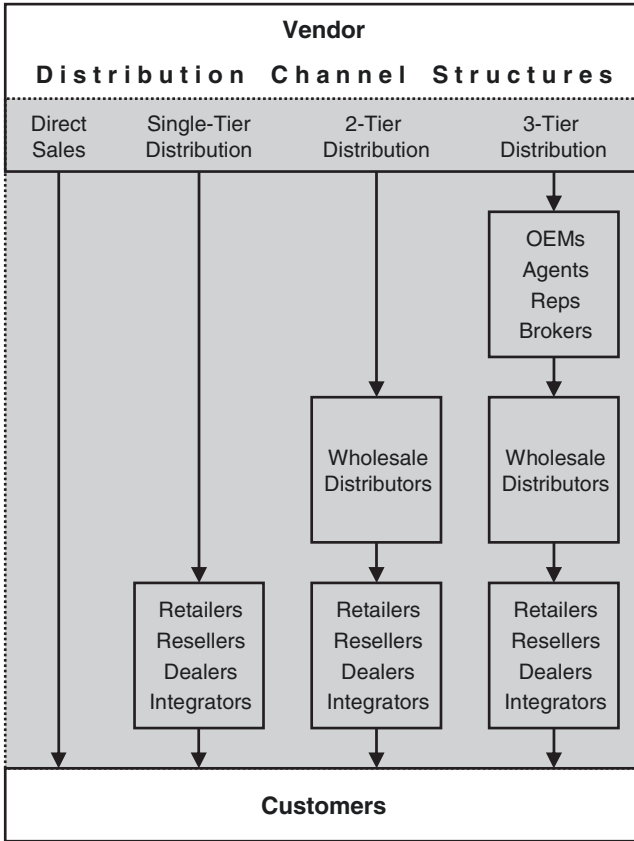 Vendor
Distribution Channel Structures
Direct
Sales
Single-Tier
Distribution
2-Tier
Distribution
3-Tier
Distribution
OEMs
Agents
Reps
Brokers
Wholesale
Distributors
Wholesale
Distributors
Retailers
Resellers
Dealers
Integrators
Retailers
Resellers
Dealers
Integrators
Retailers
Resellers
Dealers
Integrators
Customers